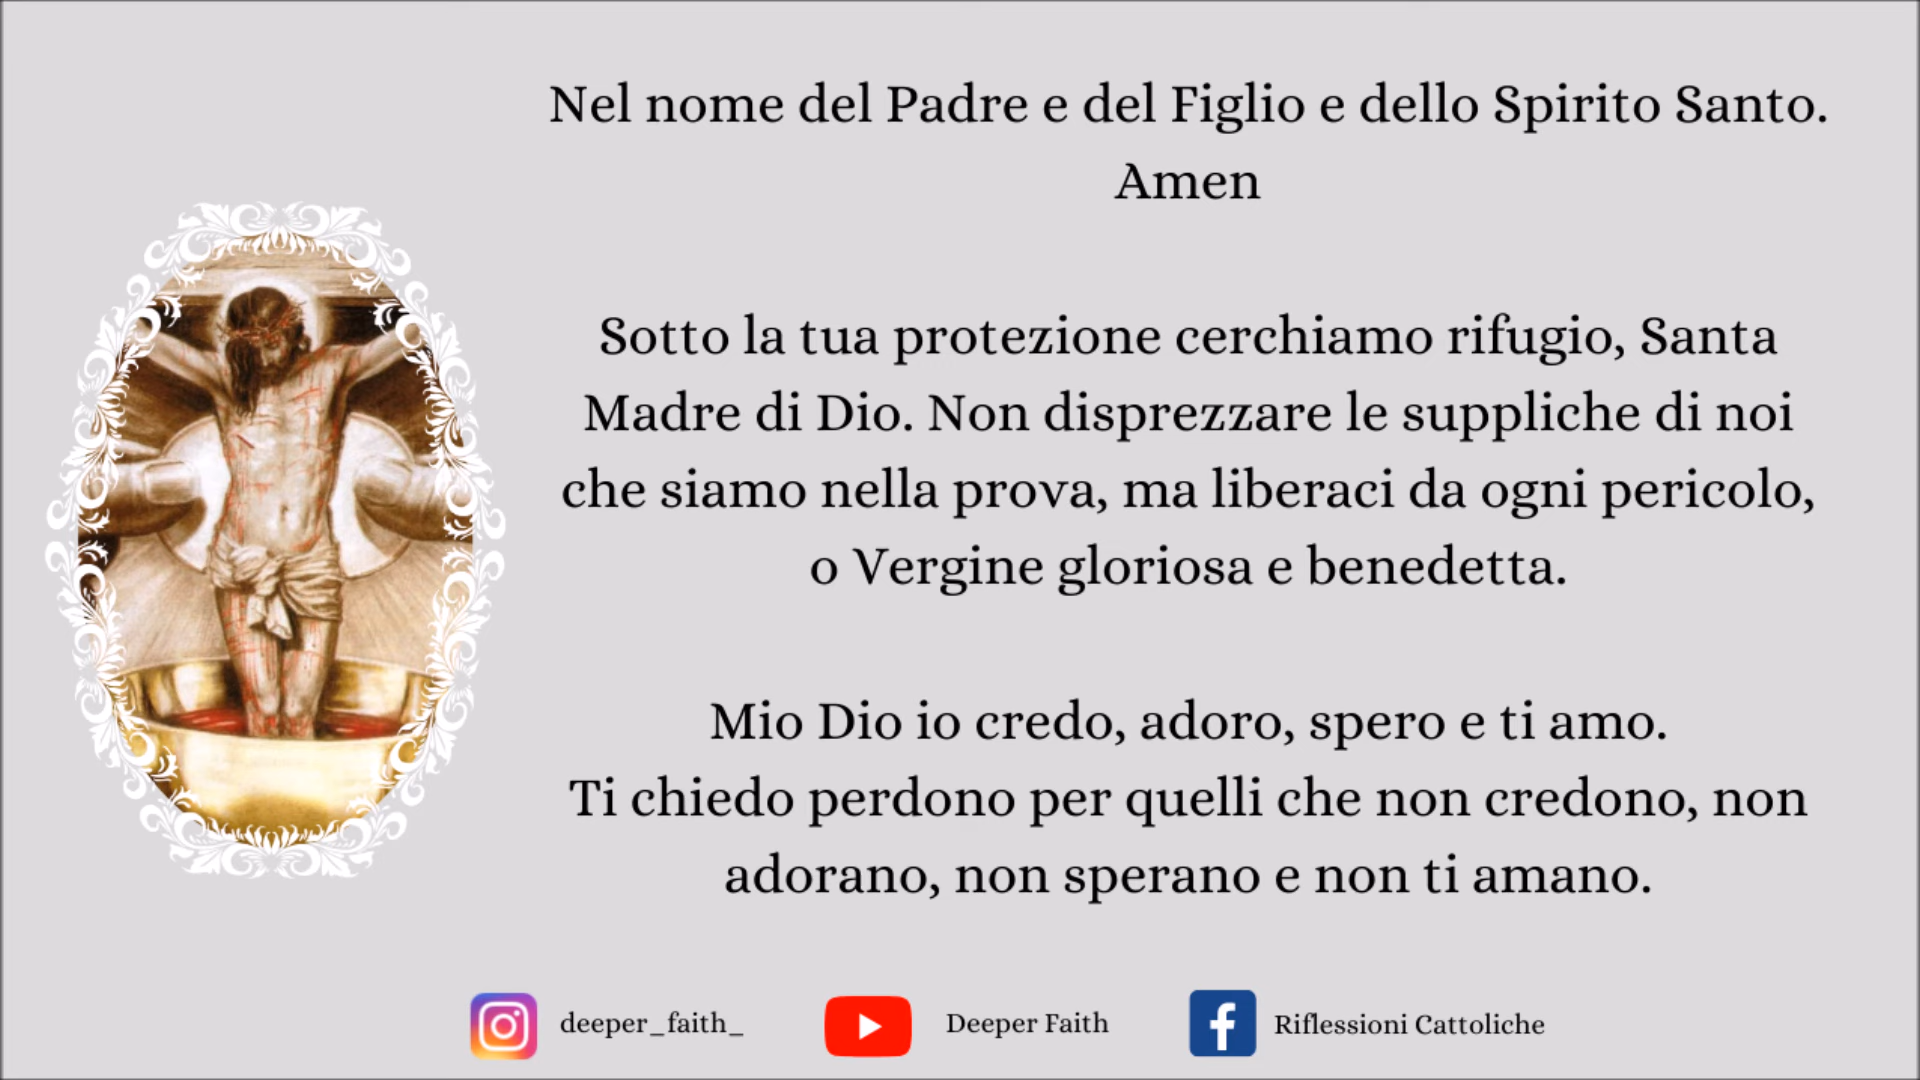 Nel nome del Padre e del Figlio e dello Spirito Santo.
Amen
Sotto la tua protezione cerchiamo rifugio, Santa
Madre di Dio. Non disprezzare le suppliche di noi
che siamo nella prova, ma liberaci da ogni pericolo,
o Vergine gloriosa e benedetta.
Mio Dio io credo, adoro, spero e ti amo.
Ti chiedo perdono per quelli che non credono, non
adorano, non sperano e non ti amano.
deeper_faith_
Deeper Faith
Riflessioni Cattoliche